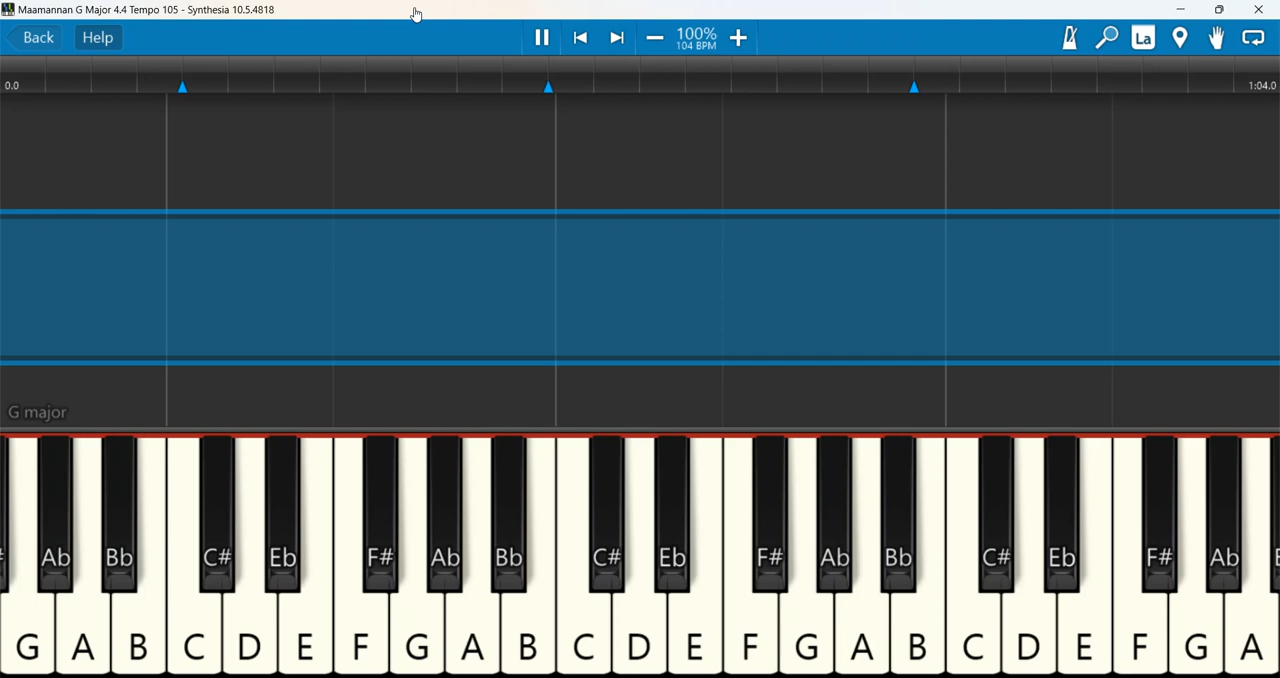 Maamannan G Major 4.4 Tempo 105 - Synthesia 10.5.4818
Back Help 100% La
104 BPM
0.0 1:04.0
G major
Ab Bb C# Eb F# Ab Bb C# Eb F# Ab Bb C# Eb F# Ab
G A B C D E F G A B C D E F G A B C D E F G A